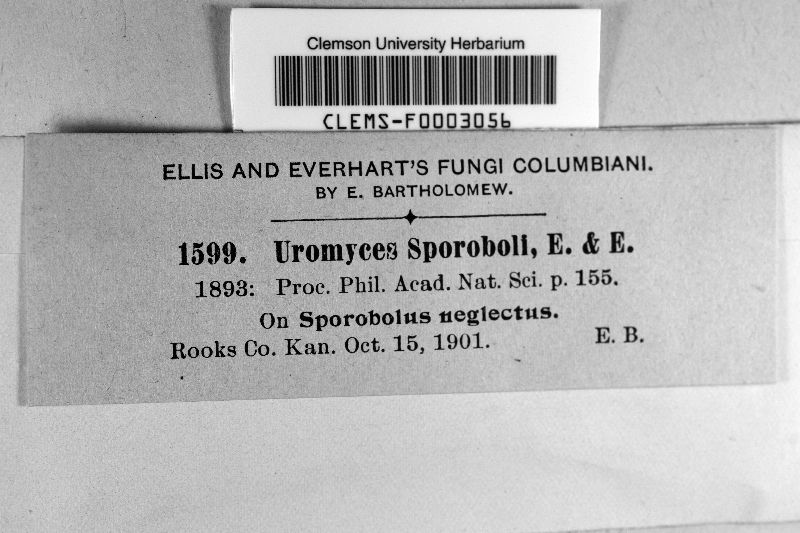 Clemson University Herbarium
CLEMS-F0003056
ELLIS AND EVERHART'S FUNGI COLUMBIANI.
BY E. BARTHOLOMEW.
1599. Uromyces Sporoboli, E. & E.
1893: Proc. Phil. Acad. Nat. Sci. p. 155.
On Sporobolus neglectus.
Rooks Co. Kan. Oct. 15, 1901. E. B.